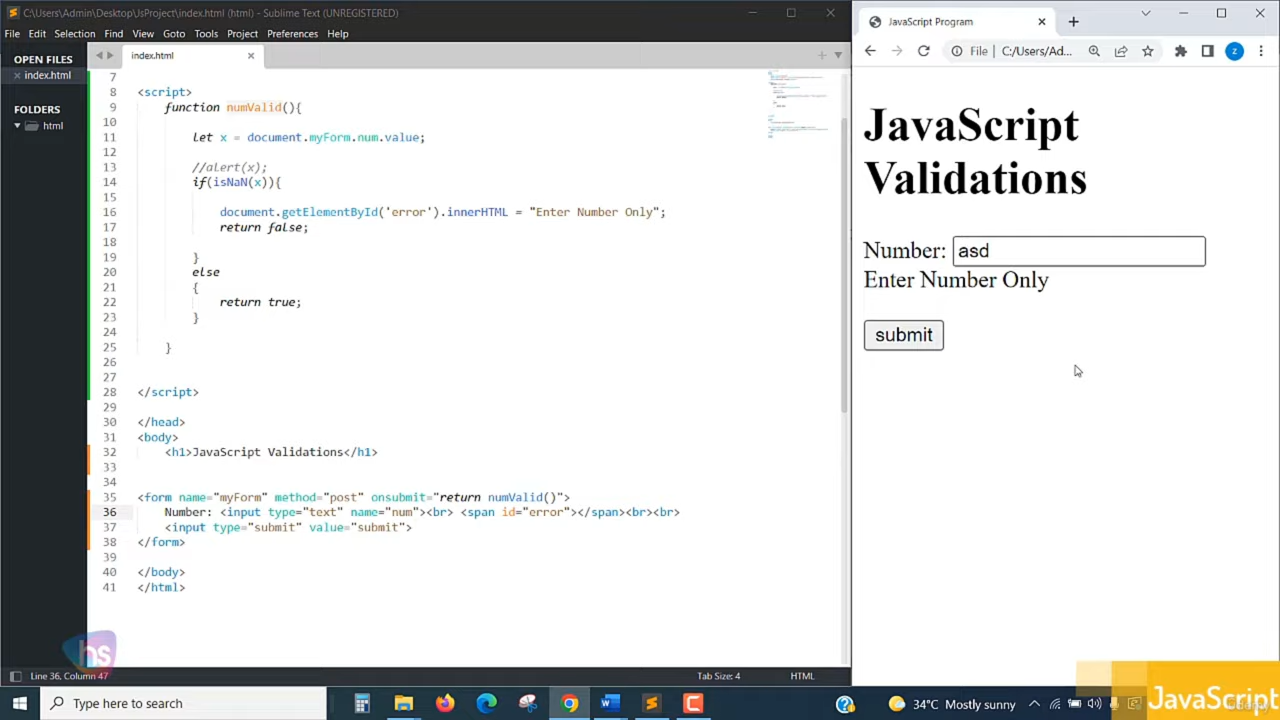 C:\Users\Admin\Desktop\JsProject\index.html (html) - Sublime Text (UNREGISTERED)
File Edit Selection Find View Goto Tools Project Preferences Help
OPEN FILES
index.html
FOLDERS
html
index.html
7
8 <script>
9 function numValid(){
10
11 let x = document.myForm.num.value;
12
13 //alert(x);
14 if(isNaN(x)){
15
16 document.getElementById('error').innerHTML = "Enter Number Only";
17 return false;
18
19 }
20 else
21 {
22 return true;
23 }
24
25 }
26
27
28 </script>
29
30 </head>
31 <body>
32 <h1>JavaScript Validations</h1>
33
34
35 <form name="myForm" method="post" onsubmit="return numValid()">
36 Number: <input type="text" name="num"><br> <span id="error"></span><br><br>
37 <input type="submit" value="submit">
38 </form>
39
40 </body>
41 </html>
hs
Line 36, Column 47
Tab Size: 4
HTML
JavaScript Program
File C:/Users/Ad...
Z
JavaScript
Validations
Number: asd
Enter Number Only
submit
Type here to search
34°C Mostly sunny
JavaScript